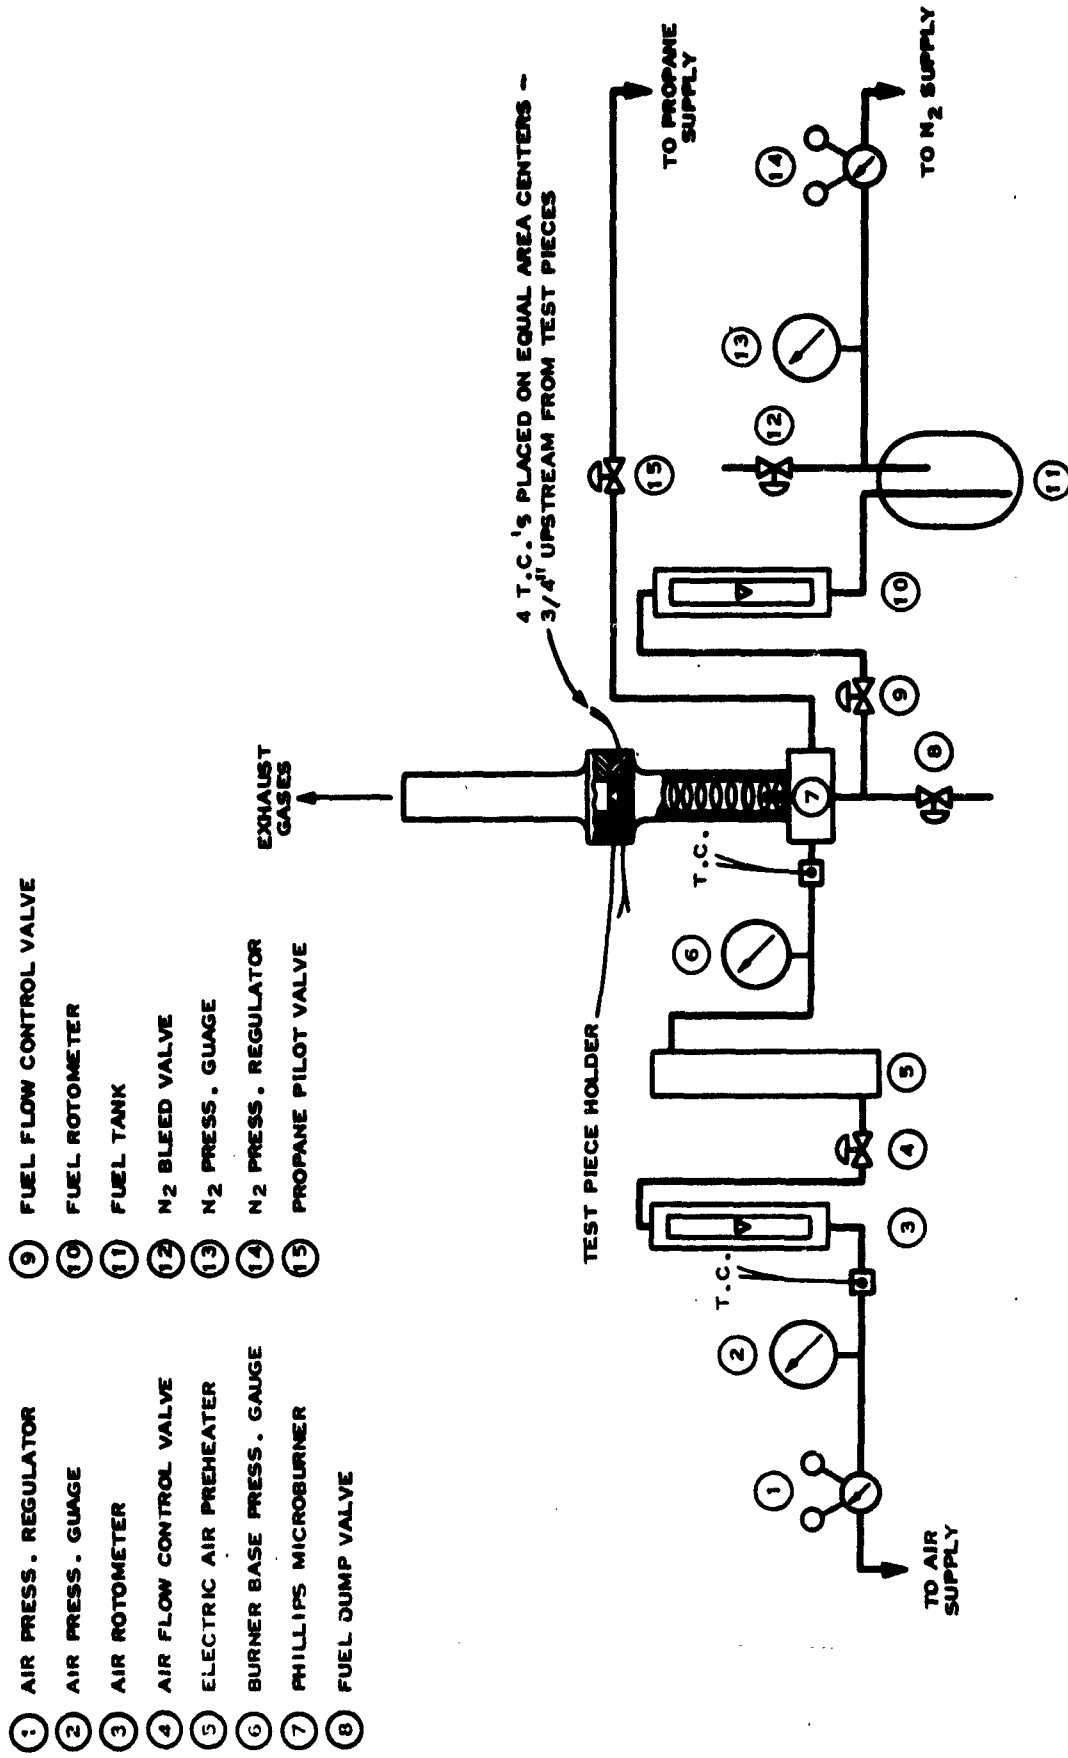 ① AIR PRESS. REGULATOR
② AIR PRESS. GUAGE
③ AIR ROTOMETER
④ AIR FLOW CONTROL VALVE
⑤ ELECTRIC AIR PREHEATER
⑥ BURNER BASE PRESS. GAUGE
⑦ PHILLIPS MICROBURNER
⑧ FUEL DUMP VALVE
⑨ FUEL FLOW CONTROL VALVE
⑩ FUEL ROTOMETER
⑪ FUEL TANK
⑫ N₂ BLEED VALVE
⑬ N₂ PRESS. GUAGE
⑭ N₂ PRESS. REGULATOR
⑮ PROPANE PILOT VALVE
EXHAUST
GASES
4 T.C.'S PLACED ON EQUAL AREA CENTERS –
3/4" UPSTREAM FROM TEST PIECES
TEST PIECE HOLDER
TO PROPANE
SUPPLY
T.C.
T.C.
TO AIR
SUPPLY
TO N₂ SUPPLY
①
②
③
④
⑤
⑥
⑦
⑧
⑨
⑩
⑪
⑫
⑬
⑭
⑮